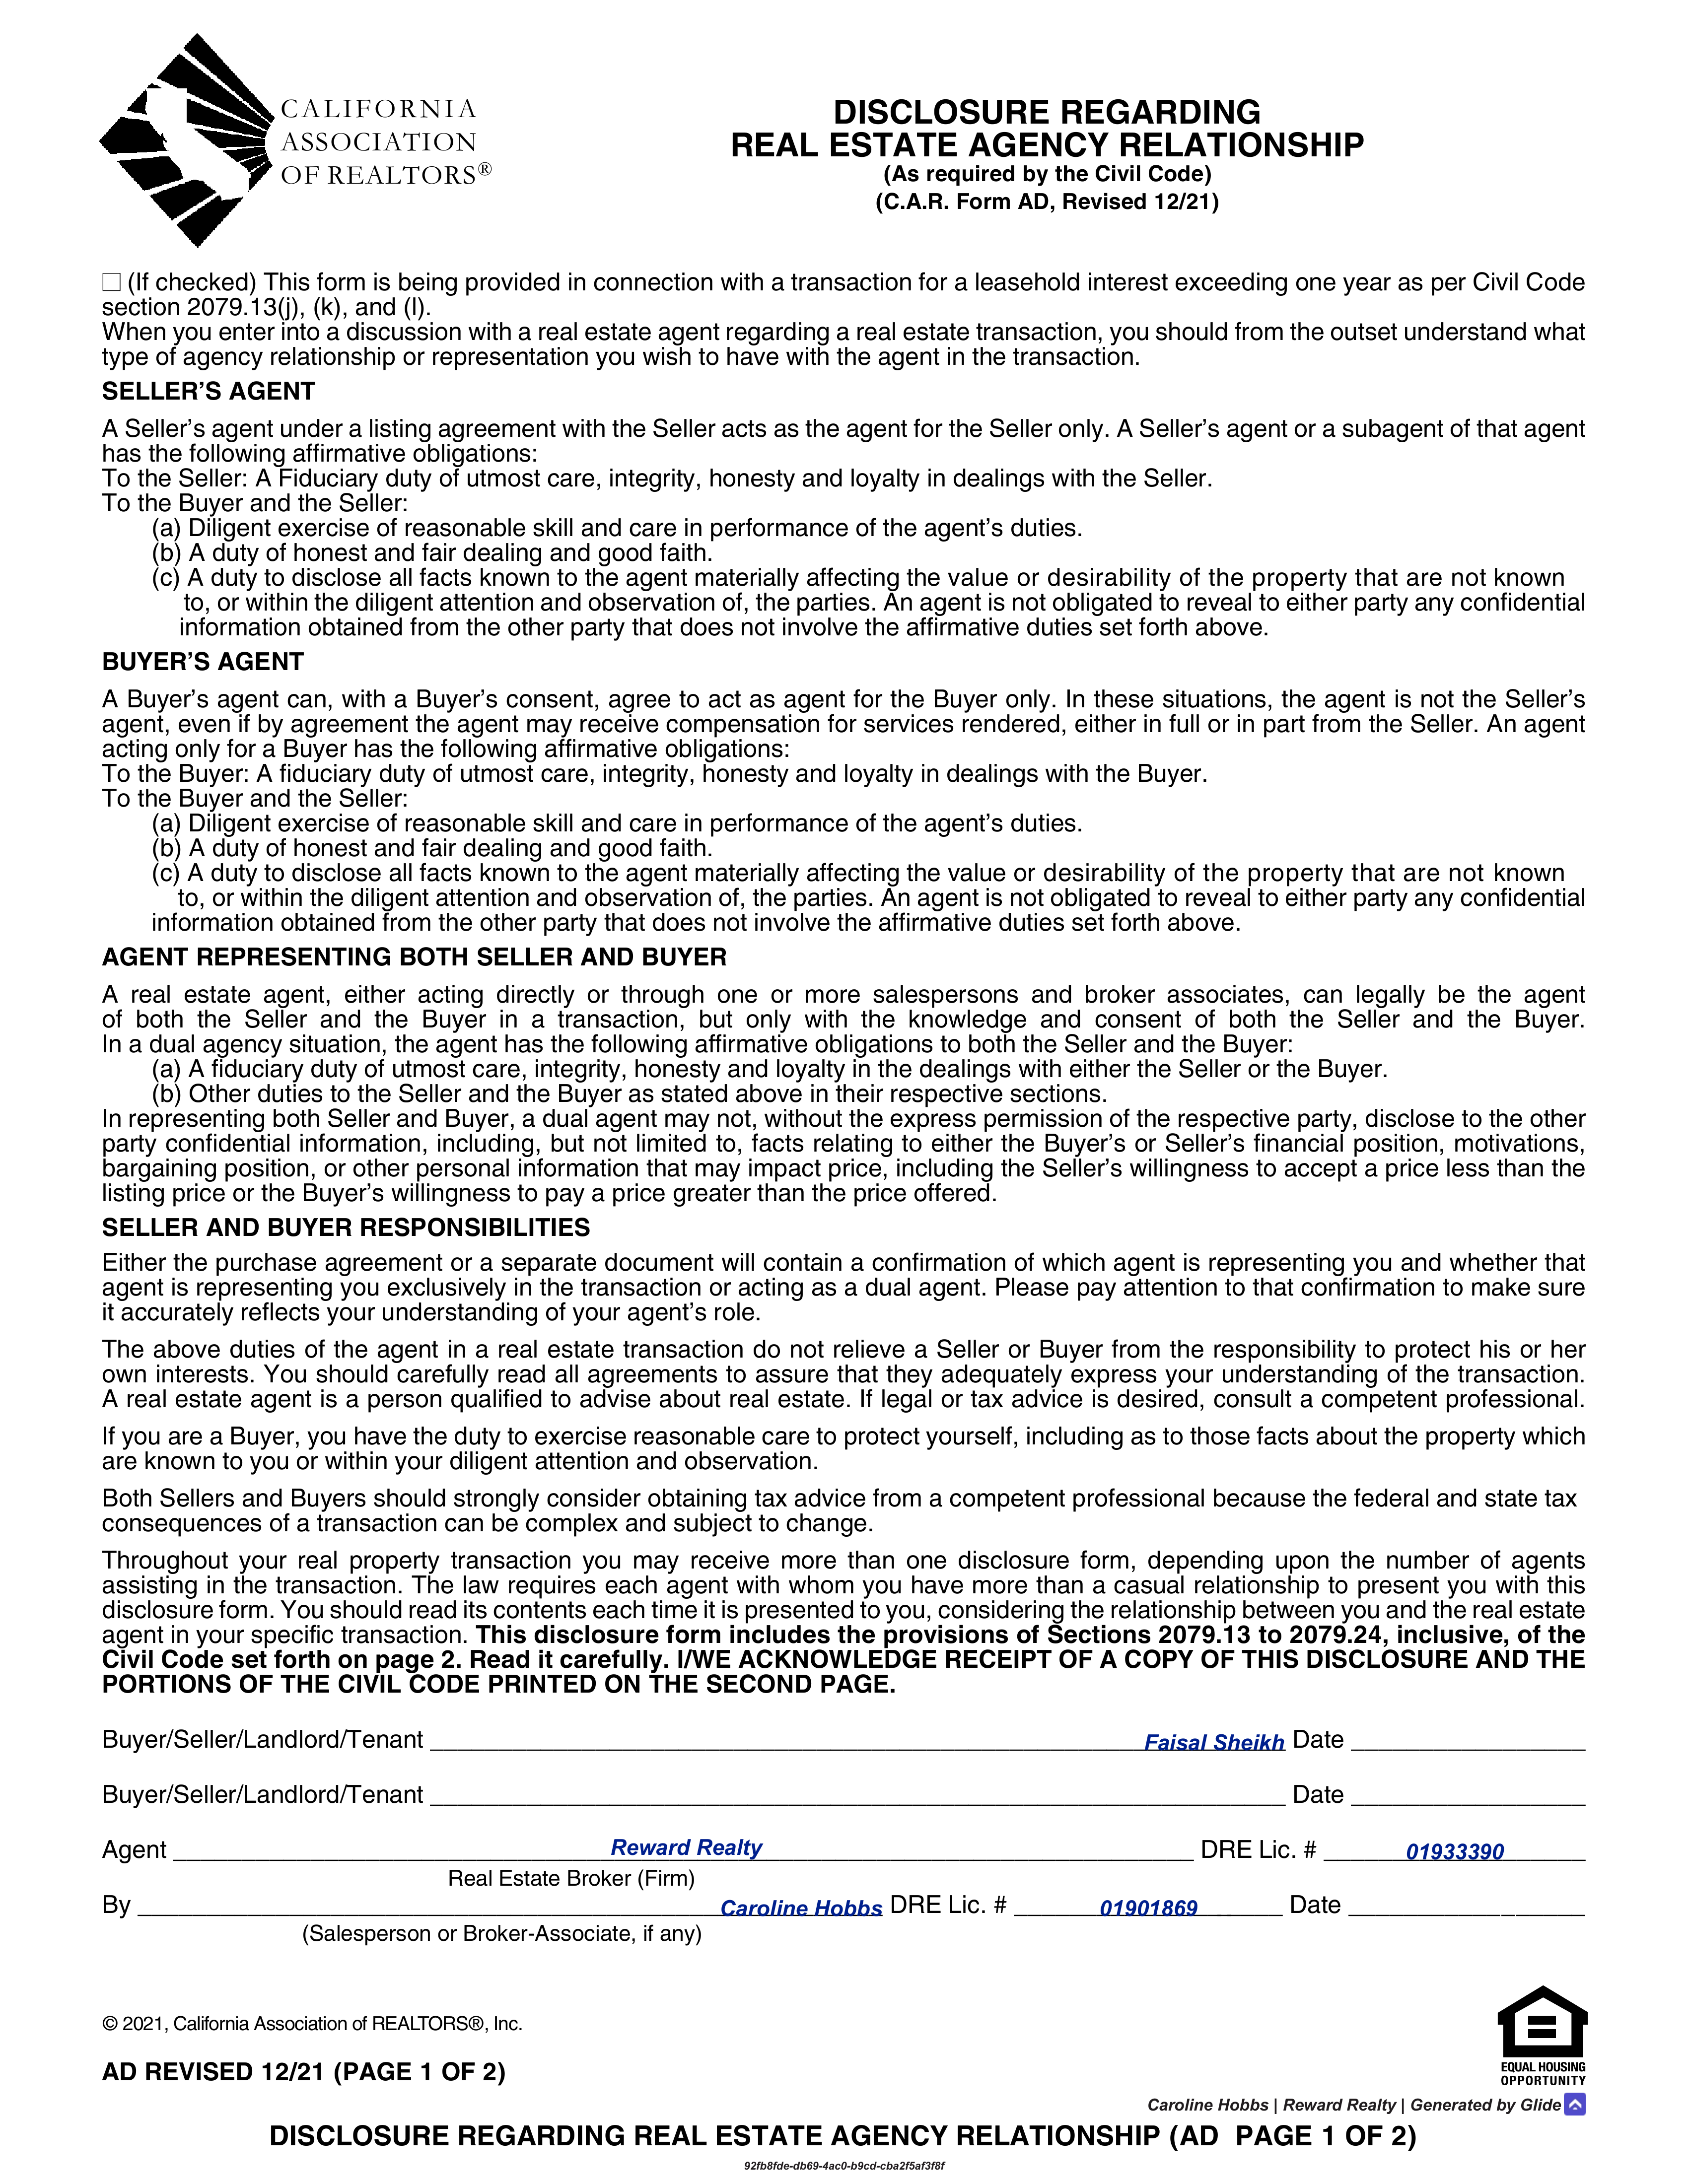 CALIFORNIA
ASSOCIATION
OF REALTORS®
DISCLOSURE REGARDING
REAL ESTATE AGENCY RELATIONSHIP
(As required by the Civil Code)
(C.A.R. Form AD, Revised 12/21)
☐ (If checked) This form is being provided in connection with a transaction for a leasehold interest exceeding one year as per Civil Code
section 2079.13(j), (k), and (l).
When you enter into a discussion with a real estate agent regarding a real estate transaction, you should from the outset understand what
type of agency relationship or representation you wish to have with the agent in the transaction.
SELLER’S AGENT
A Seller’s agent under a listing agreement with the Seller acts as the agent for the Seller only. A Seller’s agent or a subagent of that agent
has the following affirmative obligations:
To the Seller: A Fiduciary duty of utmost care, integrity, honesty and loyalty in dealings with the Seller.
To the Buyer and the Seller:
(a) Diligent exercise of reasonable skill and care in performance of the agent’s duties.
(b) A duty of honest and fair dealing and good faith.
(c) A duty to disclose all facts known to the agent materially affecting the value or desirability of the property that are not known
to, or within the diligent attention and observation of, the parties. An agent is not obligated to reveal to either party any confidential
information obtained from the other party that does not involve the affirmative duties set forth above.
BUYER’S AGENT
A Buyer’s agent can, with a Buyer’s consent, agree to act as agent for the Buyer only. In these situations, the agent is not the Seller’s
agent, even if by agreement the agent may receive compensation for services rendered, either in full or in part from the Seller. An agent
acting only for a Buyer has the following affirmative obligations:
To the Buyer: A fiduciary duty of utmost care, integrity, honesty and loyalty in dealings with the Buyer.
To the Buyer and the Seller:
(a) Diligent exercise of reasonable skill and care in performance of the agent’s duties.
(b) A duty of honest and fair dealing and good faith.
(c) A duty to disclose all facts known to the agent materially affecting the value or desirability of the property that are not known
to, or within the diligent attention and observation of, the parties. An agent is not obligated to reveal to either party any confidential
information obtained from the other party that does not involve the affirmative duties set forth above.
AGENT REPRESENTING BOTH SELLER AND BUYER
A real estate agent, either acting directly or through one or more salespersons and broker associates, can legally be the agent
of both the Seller and the Buyer in a transaction, but only with the knowledge and consent of both the Seller and the Buyer.
In a dual agency situation, the agent has the following affirmative obligations to both the Seller and the Buyer:
(a) A fiduciary duty of utmost care, integrity, honesty and loyalty in the dealings with either the Seller or the Buyer.
(b) Other duties to the Seller and the Buyer as stated above in their respective sections.
In representing both Seller and Buyer, a dual agent may not, without the express permission of the respective party, disclose to the other
party confidential information, including, but not limited to, facts relating to either the Buyer’s or Seller’s financial position, motivations,
bargaining position, or other personal information that may impact price, including the Seller’s willingness to accept a price less than the
listing price or the Buyer’s willingness to pay a price greater than the price offered.
SELLER AND BUYER RESPONSIBILITIES
Either the purchase agreement or a separate document will contain a confirmation of which agent is representing you and whether that
agent is representing you exclusively in the transaction or acting as a dual agent. Please pay attention to that confirmation to make sure
it accurately reflects your understanding of your agent’s role.
The above duties of the agent in a real estate transaction do not relieve a Seller or Buyer from the responsibility to protect his or her
own interests. You should carefully read all agreements to assure that they adequately express your understanding of the transaction.
A real estate agent is a person qualified to advise about real estate. If legal or tax advice is desired, consult a competent professional.
If you are a Buyer, you have the duty to exercise reasonable care to protect yourself, including as to those facts about the property which
are known to you or within your diligent attention and observation.
Both Sellers and Buyers should strongly consider obtaining tax advice from a competent professional because the federal and state tax
consequences of a transaction can be complex and subject to change.
Throughout your real property transaction you may receive more than one disclosure form, depending upon the number of agents
assisting in the transaction. The law requires each agent with whom you have more than a casual relationship to present you with this
disclosure form. You should read its contents each time it is presented to you, considering the relationship between you and the real estate
agent in your specific transaction. This disclosure form includes the provisions of Sections 2079.13 to 2079.24, inclusive, of the
Civil Code set forth on page 2. Read it carefully. I/WE ACKNOWLEDGE RECEIPT OF A COPY OF THIS DISCLOSURE AND THE
PORTIONS OF THE CIVIL CODE PRINTED ON THE SECOND PAGE.
Buyer/Seller/Landlord/Tenant Faisal Sheikh Date
Buyer/Seller/Landlord/Tenant Date
Agent Reward Realty DRE Lic. # 01933390
Real Estate Broker (Firm)
By Caroline Hobbs DRE Lic. # 01901869 Date
(Salesperson or Broker-Associate, if any)
© 2021, California Association of REALTORS®, Inc.
AD REVISED 12/21 (PAGE 1 OF 2)
EQUAL HOUSING
OPPORTUNITY
Caroline Hobbs | Reward Realty | Generated by Glide
DISCLOSURE REGARDING REAL ESTATE AGENCY RELATIONSHIP (AD PAGE 1 OF 2)
92fb8fde-db69-4ac0-b9cd-cba2f5af3f8f